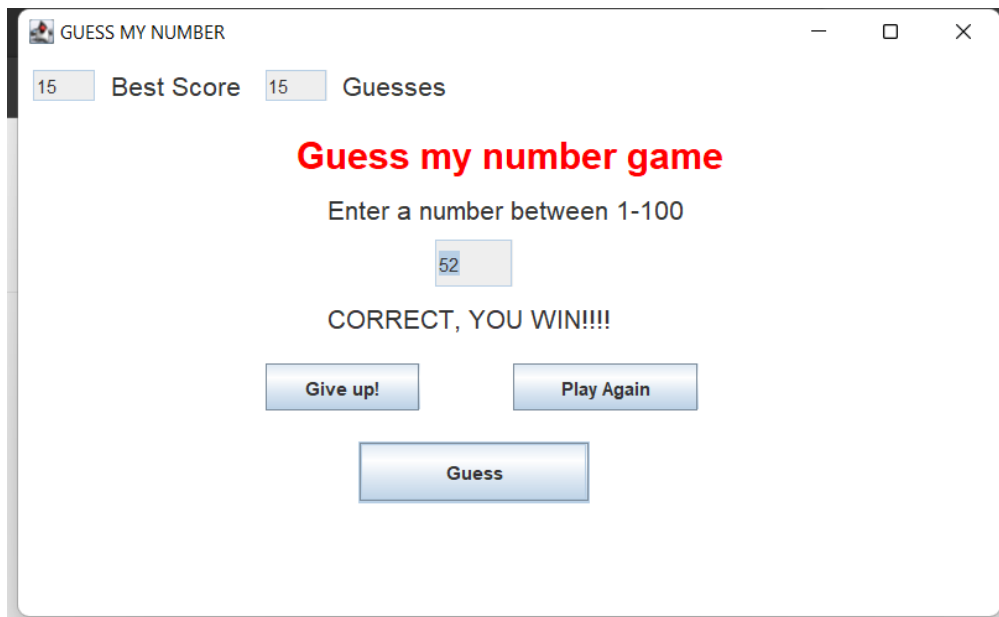 GUESS MY NUMBER
15 Best Score 15 Guesses
Guess my number game
Enter a number between 1-100
52
CORRECT, YOU WIN!!!!
Give up! Play Again
Guess